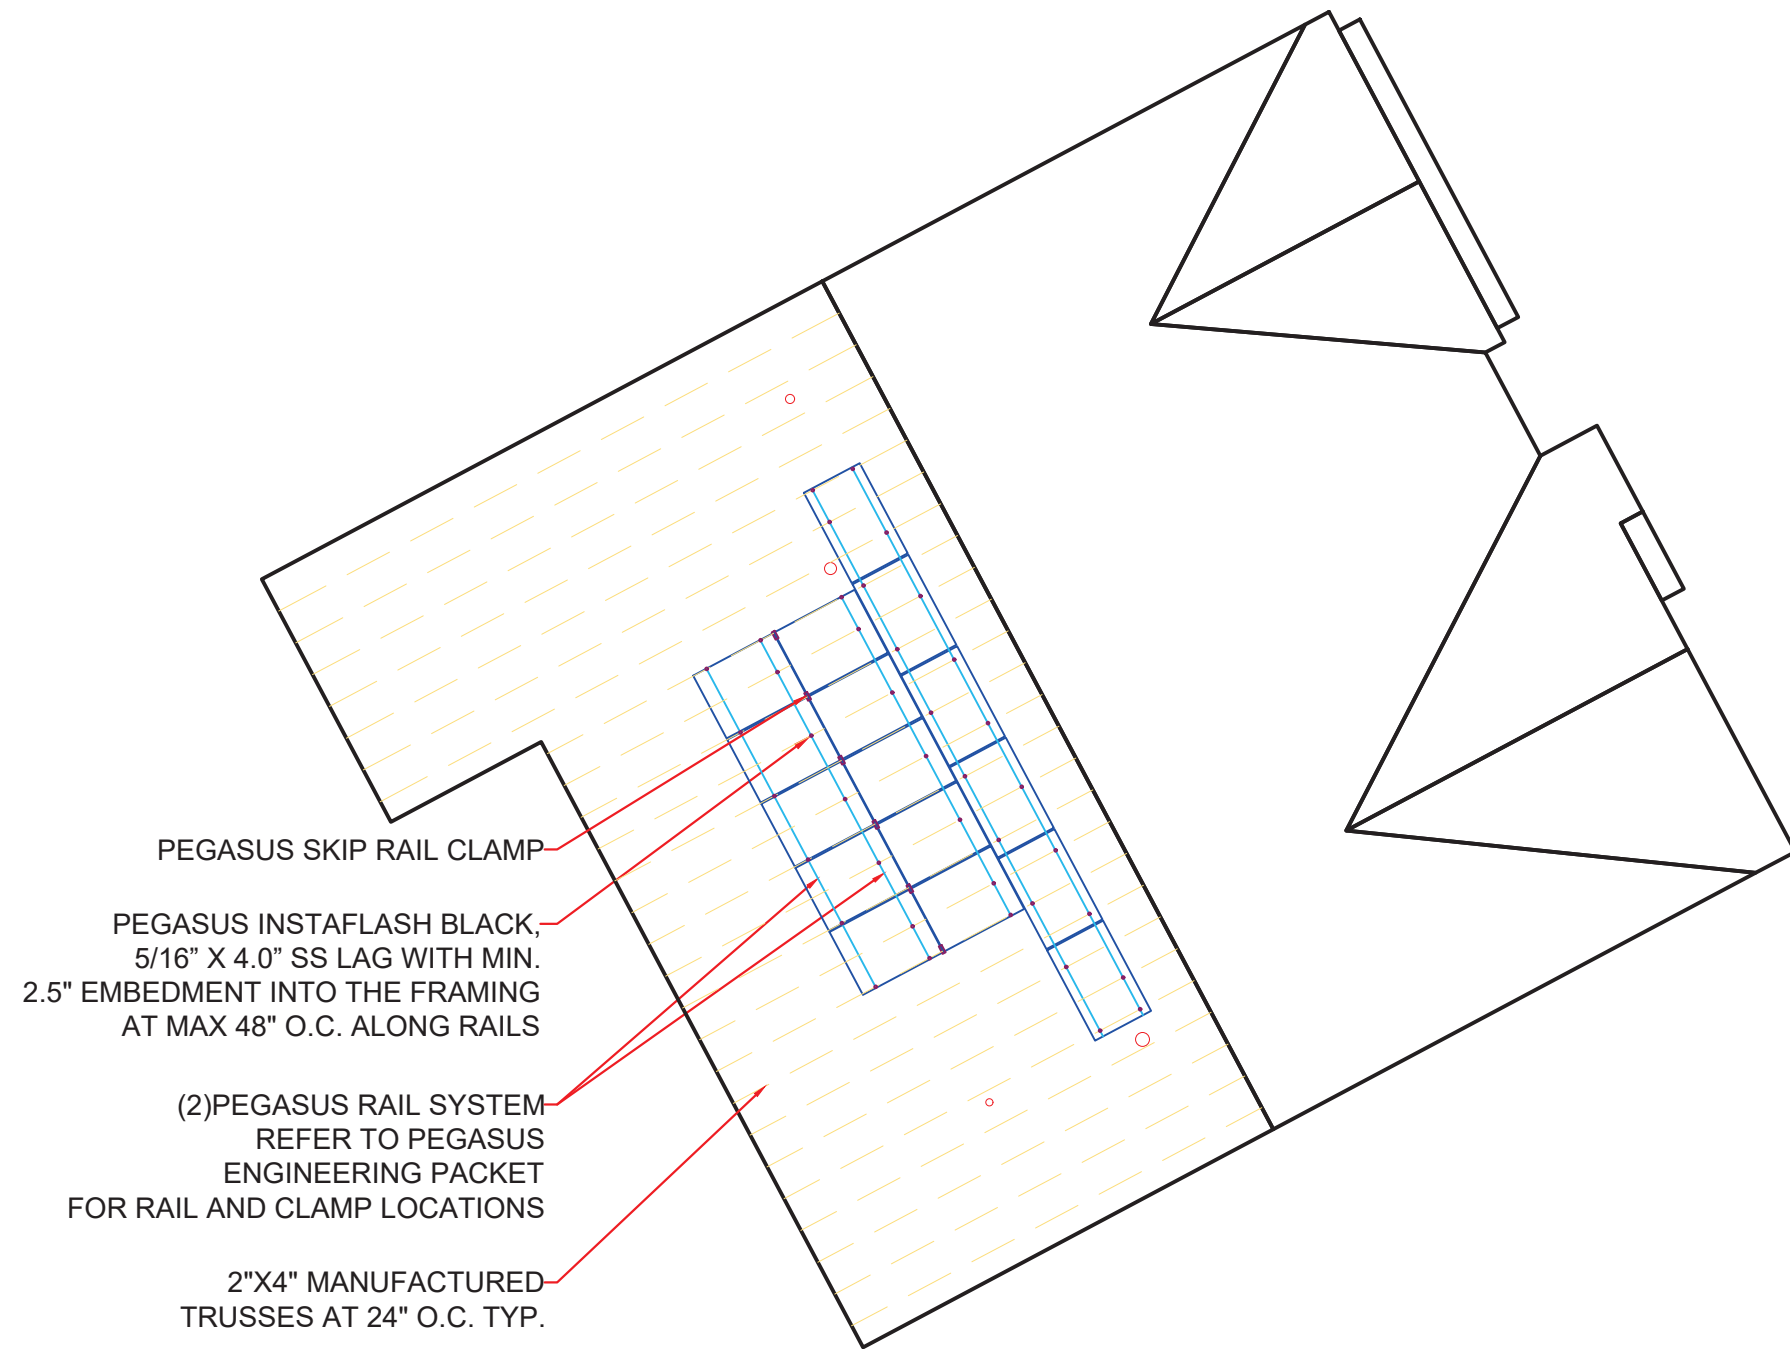 PEGASUS SKIP RAIL CLAMP
PEGASUS INSTAFLASH BLACK,
5/16” X 4.0” SS LAG WITH MIN.
2.5" EMBEDMENT INTO THE FRAMING
AT MAX 48" O.C. ALONG RAILS
(2)PEGASUS RAIL SYSTEM
REFER TO PEGASUS
ENGINEERING PACKET
FOR RAIL AND CLAMP LOCATIONS
2"X4" MANUFACTURED
TRUSSES AT 24" O.C. TYP.